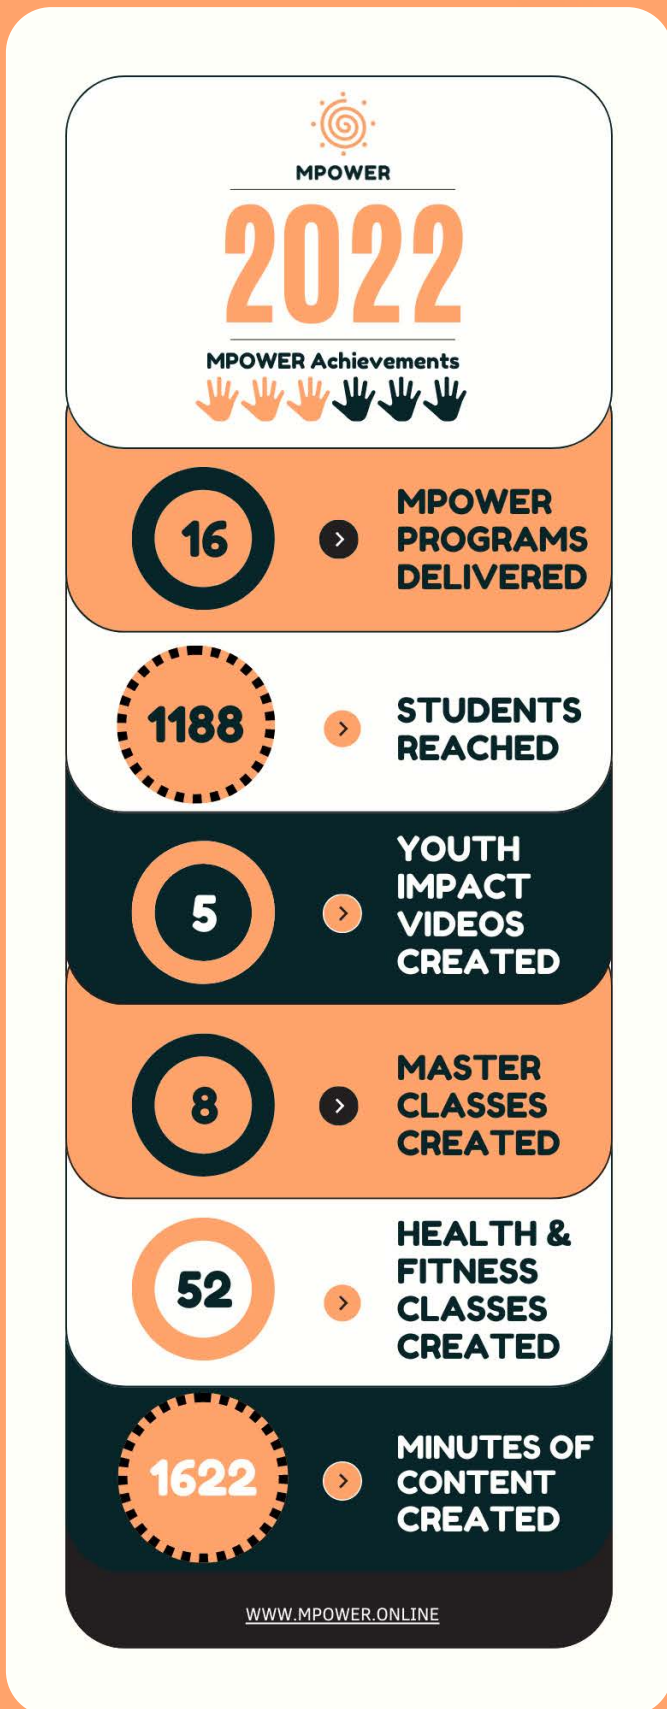 MPOWER
2022
MPOWER Achievements
16
MPOWER
PROGRAMS
DELIVERED
1188
STUDENTS
REACHED
5
YOUTH
IMPACT
VIDEOS
CREATED
8
MASTER
CLASSES
CREATED
52
HEALTH &
FITNESS
CLASSES
CREATED
1622
MINUTES OF
CONTENT
CREATED
WWW.MPOWER.ONLINE